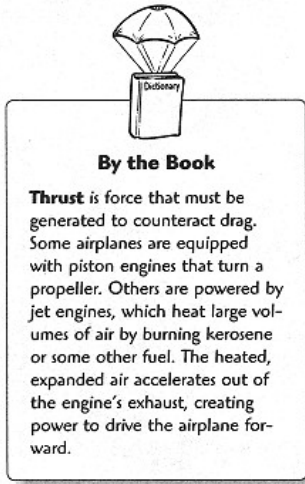 Dictionary
By the Book
Thrust is force that must be
generated to counteract drag.
Some airplanes are equipped
with piston engines that turn a
propeller. Others are powered by
jet engines, which heat large vol-
umes of air by burning kerosene
or some other fuel. The heated,
expanded air accelerates out of
the engine's exhaust, creating
power to drive the airplane for-
ward.